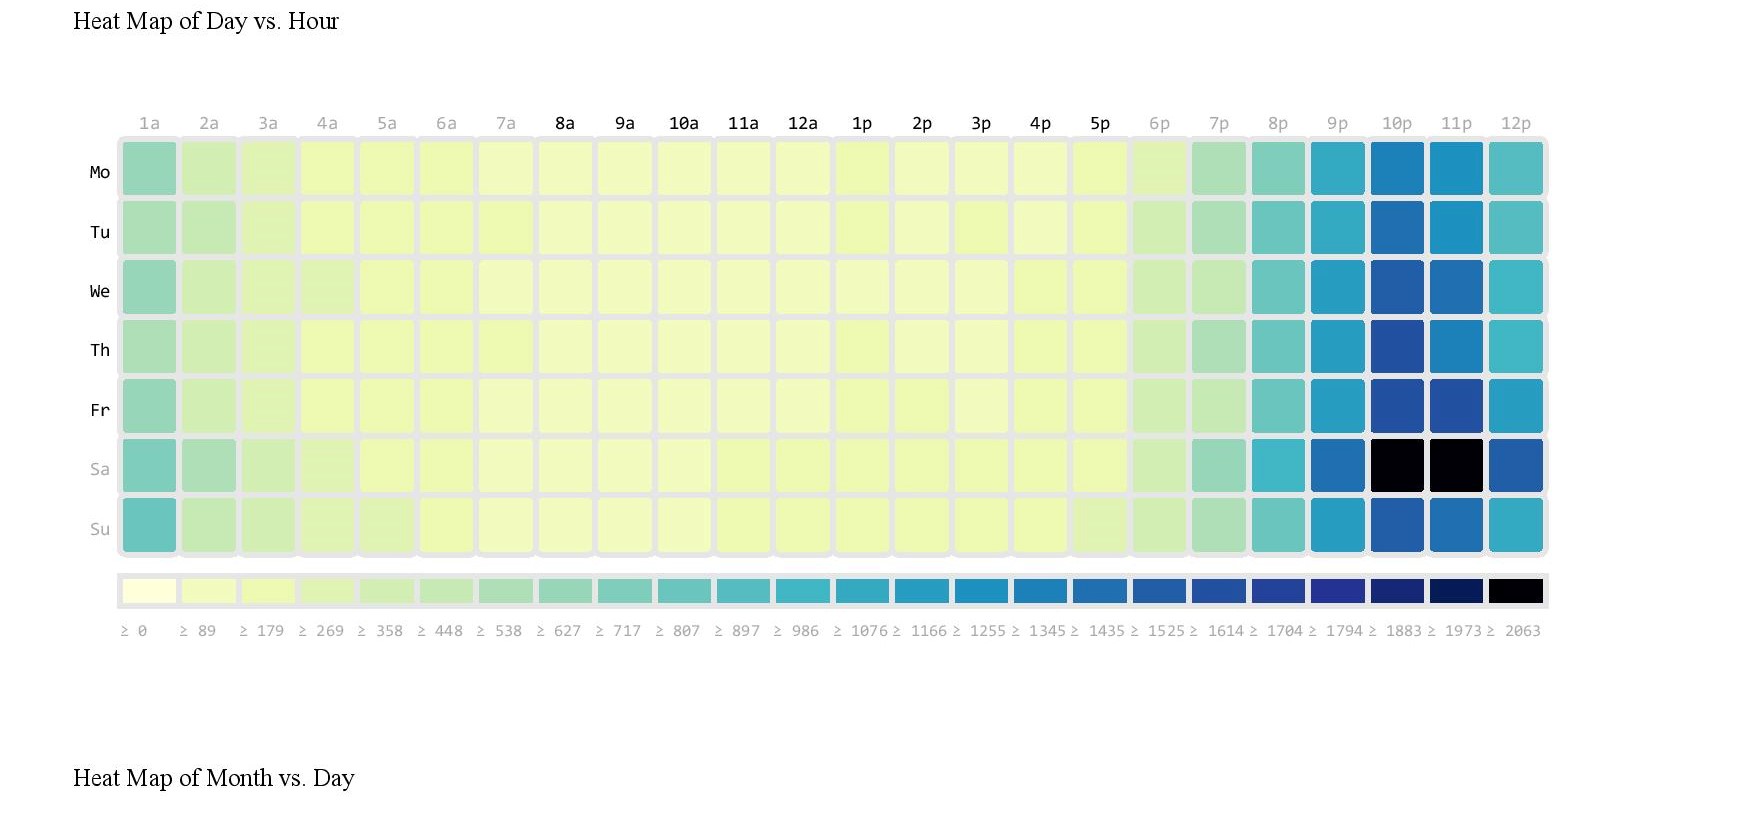 Heat Map of Day vs. Hour
1a 2a 3a 4a 5a 6a 7a 8a 9a 10a 11a 12a 1p 2p 3p 4p 5p 6p 7p 8p 9p 10p 11p 12p
Mo
Tu
We
Th
Fr
Sa
Su
≥ 0 ≥ 89 ≥ 179 ≥ 269 ≥ 358 ≥ 448 ≥ 538 ≥ 627 ≥ 717 ≥ 807 ≥ 897 ≥ 986 ≥ 1076 ≥ 1166 ≥ 1255 ≥ 1345 ≥ 1435 ≥ 1525 ≥ 1614 ≥ 1704 ≥ 1794 ≥ 1883 ≥ 1973 ≥ 2063
Heat Map of Month vs. Day